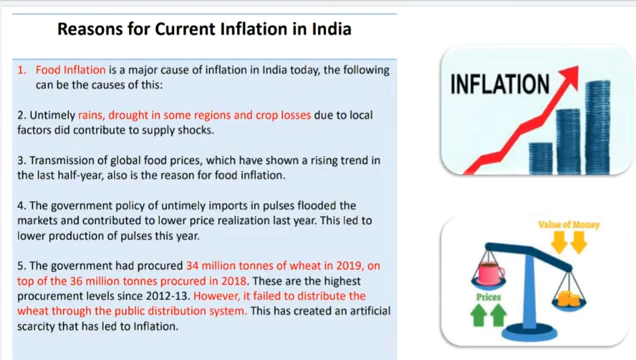 Reasons for Current Inflation in India
1. Food Inflation is a major cause of inflation in India today, the following
can be the causes of this:
2. Untimely rains, drought in some regions and crop losses due to local
factors did contribute to supply shocks.
3. Transmission of global food prices, which have shown a rising trend in
the last half-year, also is the reason for food inflation.
4. The government policy of untimely imports in pulses flooded the
markets and contributed to lower price realization last year. This led to
lower production of pulses this year.
5. The government had procured 34 million tonnes of wheat in 2019, on
top of the 36 million tonnes procured in 2018. These are the highest
procurement levels since 2012-13. However, it failed to distribute the
wheat through the public distribution system. This has created an artificial
scarcity that has led to Inflation.
INFLATION
Value of Money
Prices